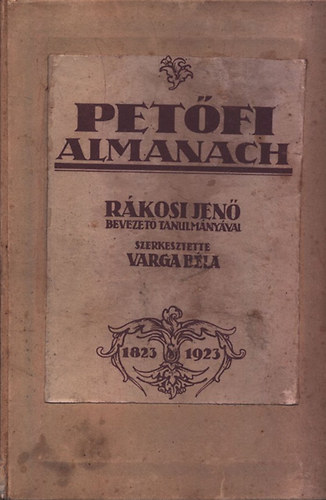 PETŐFI
ALMANACH
RÁKOSI JENŐ
BEVEZETŐ TANULMÁNYÁVAL
SZERKESZTETTE
VARGA BÉLA
1823 1923